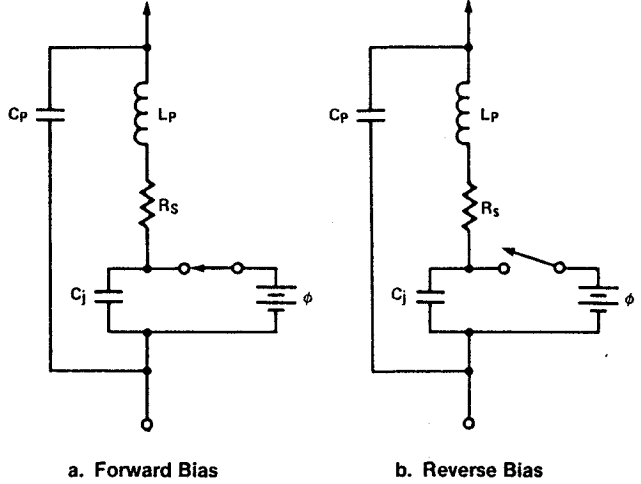 CP
LP
RS
Cj
ϕ
CP
LP
Rs
Cj
ϕ
a. Forward Bias
b. Reverse Bias